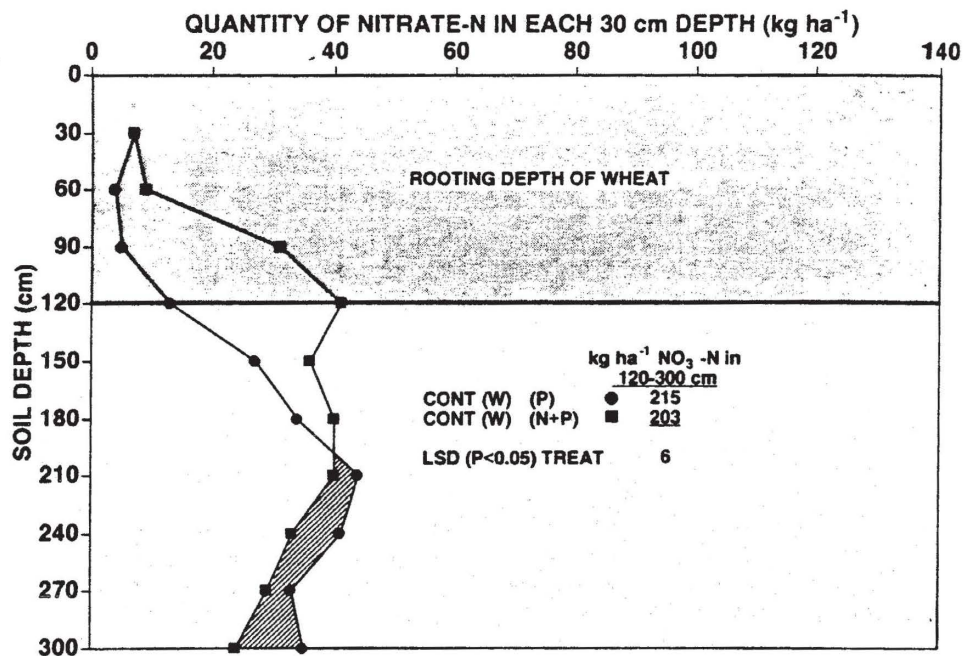 QUANTITY OF NITRATE-N IN EACH 30 cm DEPTH (kg ha⁻¹)
0 20 40 60 80 100 120 140
0
30
60
90
120
150
180
210
240
270
300
SOIL DEPTH (cm)
ROOTING DEPTH OF WHEAT
kg ha⁻¹ NO₃ -N in
120-300 cm
CONT (W) (P) 215
CONT (W) (N+P) 203
LSD (P<0.05) TREAT 6